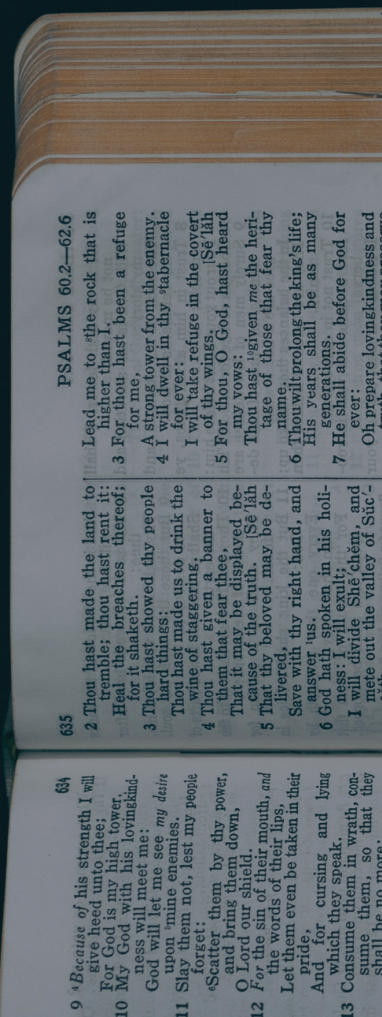 634
9 ⁴Because of his strength I will
give heed unto thee;
For God is my high tower.
10 My God with his lovingkind-
ness will meet me:
God will let me see my desire
upon ⁵mine enemies.
11 Slay them not, lest my people
forget:
⁶Scatter them by thy power,
and bring them down,
O Lord our shield.
12 For the sin of their mouth, and
the words of their lips,
Let them even be taken in their
pride,
And for cursing and lying
which they speak.
13 Consume them in wrath, con-
sume them, so that they
shall be no more:
635
PSALMS 60.2—62.6
2 Thou hast made the land to
tremble; thou hast rent it:
Heal the breaches thereof;
for it shaketh.
3 Thou hast showed thy people
hard things:
Thou hast made us to drink the
wine of staggering.
4 Thou hast given a banner to
them that fear thee,
That it may be displayed be-
cause of the truth. [Sē´läh
5 That thy beloved may be de-
livered,
Save with thy right hand, and
answer ¹us.
6 God hath spoken in his holi-
ness: I will exult;
I will divide Shē´chĕm, and
mete out the valley of Sŭc´-
Lead me to ⁸the rock that is
higher than I.
3 For thou hast been a refuge
for me,
A strong tower from the enemy.
4 I will dwell in thy ⁹tabernacle
for ever:
I will take refuge in the covert
of thy wings. [Sē´läh
5 For thou, O God, hast heard
my vows:
Thou hast ¹⁰given me the heri-
tage of those that fear thy
name.
6 Thou wilt prolong the king's life;
His years shall be as many
generations.
7 He shall abide before God for
ever:
Oh prepare lovingkindness and